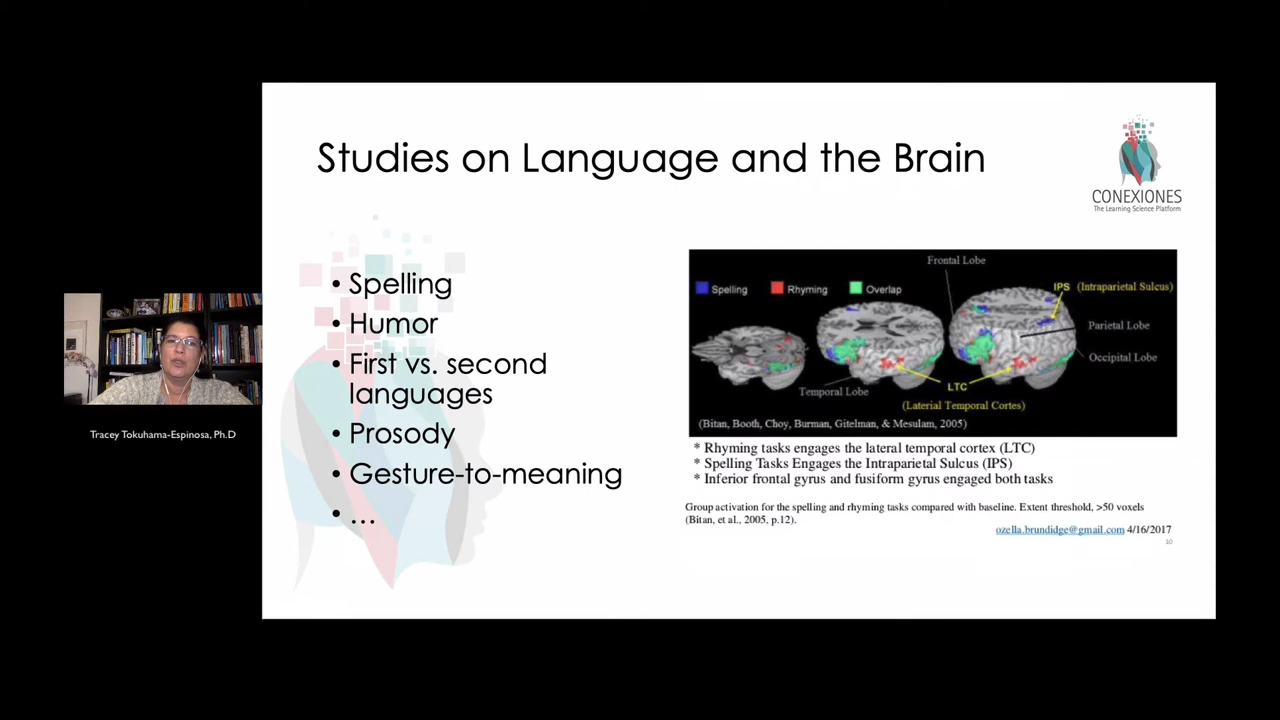 Studies on Language and the Brain
CONEXIONES
The Learning Science Platform
• Spelling
• Humor
• First vs. second
languages
• Prosody
• Gesture-to-meaning
• ...
Frontal Lobe
Spelling
Rhyming
Overlap
IPS (Intraparietal Sulcus)
Parietal Lobe
Occipital Lobe
LTC
Temporal Lobe
(Laterial Temporal Cortes)
(Bitan, Booth, Choy, Burman, Gitelman, & Mesulam, 2005)
* Rhyming tasks engages the lateral temporal cortex (LTC)
* Spelling Tasks Engages the Intraparietal Sulcus (IPS)
* Inferior frontal gyrus and fusiform gyrus engaged both tasks
Group activation for the spelling and rhyming tasks compared with baseline. Extent threshold, >50 voxels
(Bitan, et al., 2005, p.12).
ozella.brundidge@gmail.com 4/16/2017
10
Tracey Tokuhama-Espinosa, Ph.D